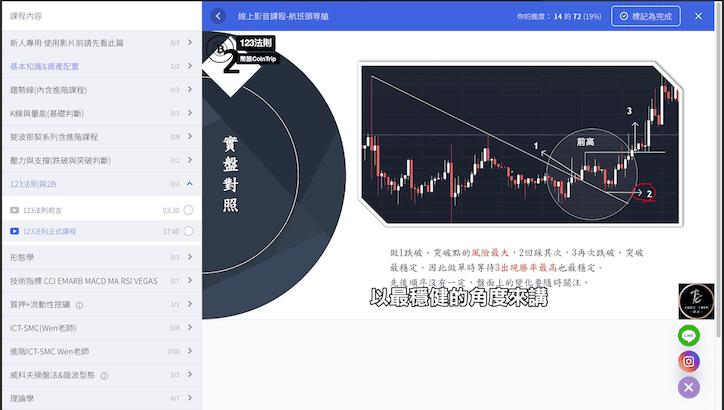 課程內容
新人專用 使用影片前請先看此篇 0/3
基本知識&資產配置 2/2
趨勢線(內含進階課程) 0/3
K線與量能(基礎判斷) 0/3
斐波那契系列含進階課程 0/8
壓力與支撐(跌破與突破判斷) 0/2
123法則與2B 0/2
123法則前言 03:30
123法則正式課程 17:40
形態學 0/3
技術指標 CCI EMARB MACD MA RSI VEGAS 0/7
質押+流動性挖礦 1/1
ICT-SMC(Wen老師) 0/8
進階ICT-SMC Wen老師 0/10
威科夫操盤法&諧波型態 3/3
理論學 6/7
線上影音課程-航班頭等艙
你的進度： 14 的 72 (19%)
標記為完成
123法則
幣旅CoinTrip
2
實盤對照
3
1
前高
2
做1跌破、突破點的風險最大，2回踩其次，3再次跌破、突破
最穩定。因此做單時等待3出現勝率最高也最穩定。
先後順序沒有一定，盤面上的變化要隨時關注。
以最穩健的角度來講
COIN TRIP
LINE